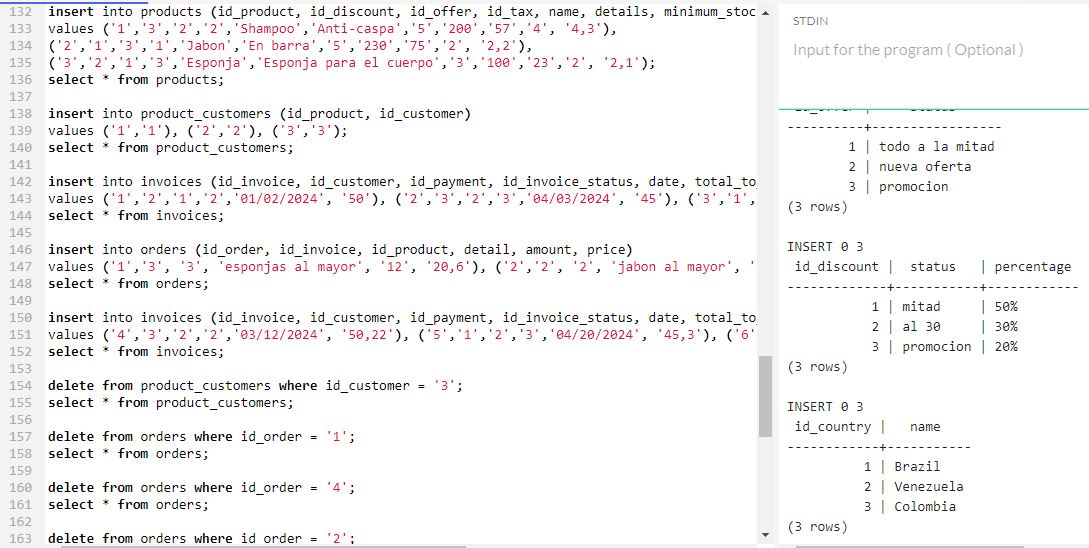 132 insert into products (id_product, id_discount, id_offer, id_tax, name, details, minimum_stoc
133 values ('1','3','2','2','Shampoo','Anti-caspa','5','200','57','4', '4,3'),
134 ('2','1','3','1','Jabon','En barra','5','230','75','2', '2,2'),
135 ('3','2','1','3','Esponja','Esponja para el cuerpo','3','100','23','2', '2,1');
136 select * from products;
137
138 insert into product_customers (id_product, id_customer)
139 values ('1','1'), ('2','2'), ('3','3');
140 select * from product_customers;
141
142 insert into invoices (id_invoice, id_customer, id_payment, id_invoice_status, date, total_to
143 values ('1','2','1','2','01/02/2024', '50'), ('2','3','2','3','04/03/2024', '45'), ('3','1',
144 select * from invoices;
145
146 insert into orders (id_order, id_invoice, id_product, detail, amount, price)
147 values ('1','3', '3', 'esponjas al mayor', '12', '20,6'), ('2','2', '2', 'jabon al mayor', '
148 select * from orders;
149
150 insert into invoices (id_invoice, id_customer, id_payment, id_invoice_status, date, total_to
151 values ('4','3','2','2','03/12/2024', '50,22'), ('5','1','2','3','04/20/2024', '45,3'), ('6'
152 select * from invoices;
153
154 delete from product_customers where id_customer = '3';
155 select * from product_customers;
156
157 delete from orders where id_order = '1';
158 select * from orders;
159
160 delete from orders where id_order = '4';
161 select * from orders;
162
163 delete from orders where id_order = '2';
STDIN
Input for the program ( Optional )
----------+-----------------
1 | todo a la mitad
2 | nueva oferta
3 | promocion
(3 rows)
INSERT 0 3
id_discount | status | percentage
-------------+-----------+------------
1 | mitad | 50%
2 | al 30 | 30%
3 | promocion | 20%
(3 rows)
INSERT 0 3
id_country | name
------------+-----------
1 | Brazil
2 | Venezuela
3 | Colombia
(3 rows)